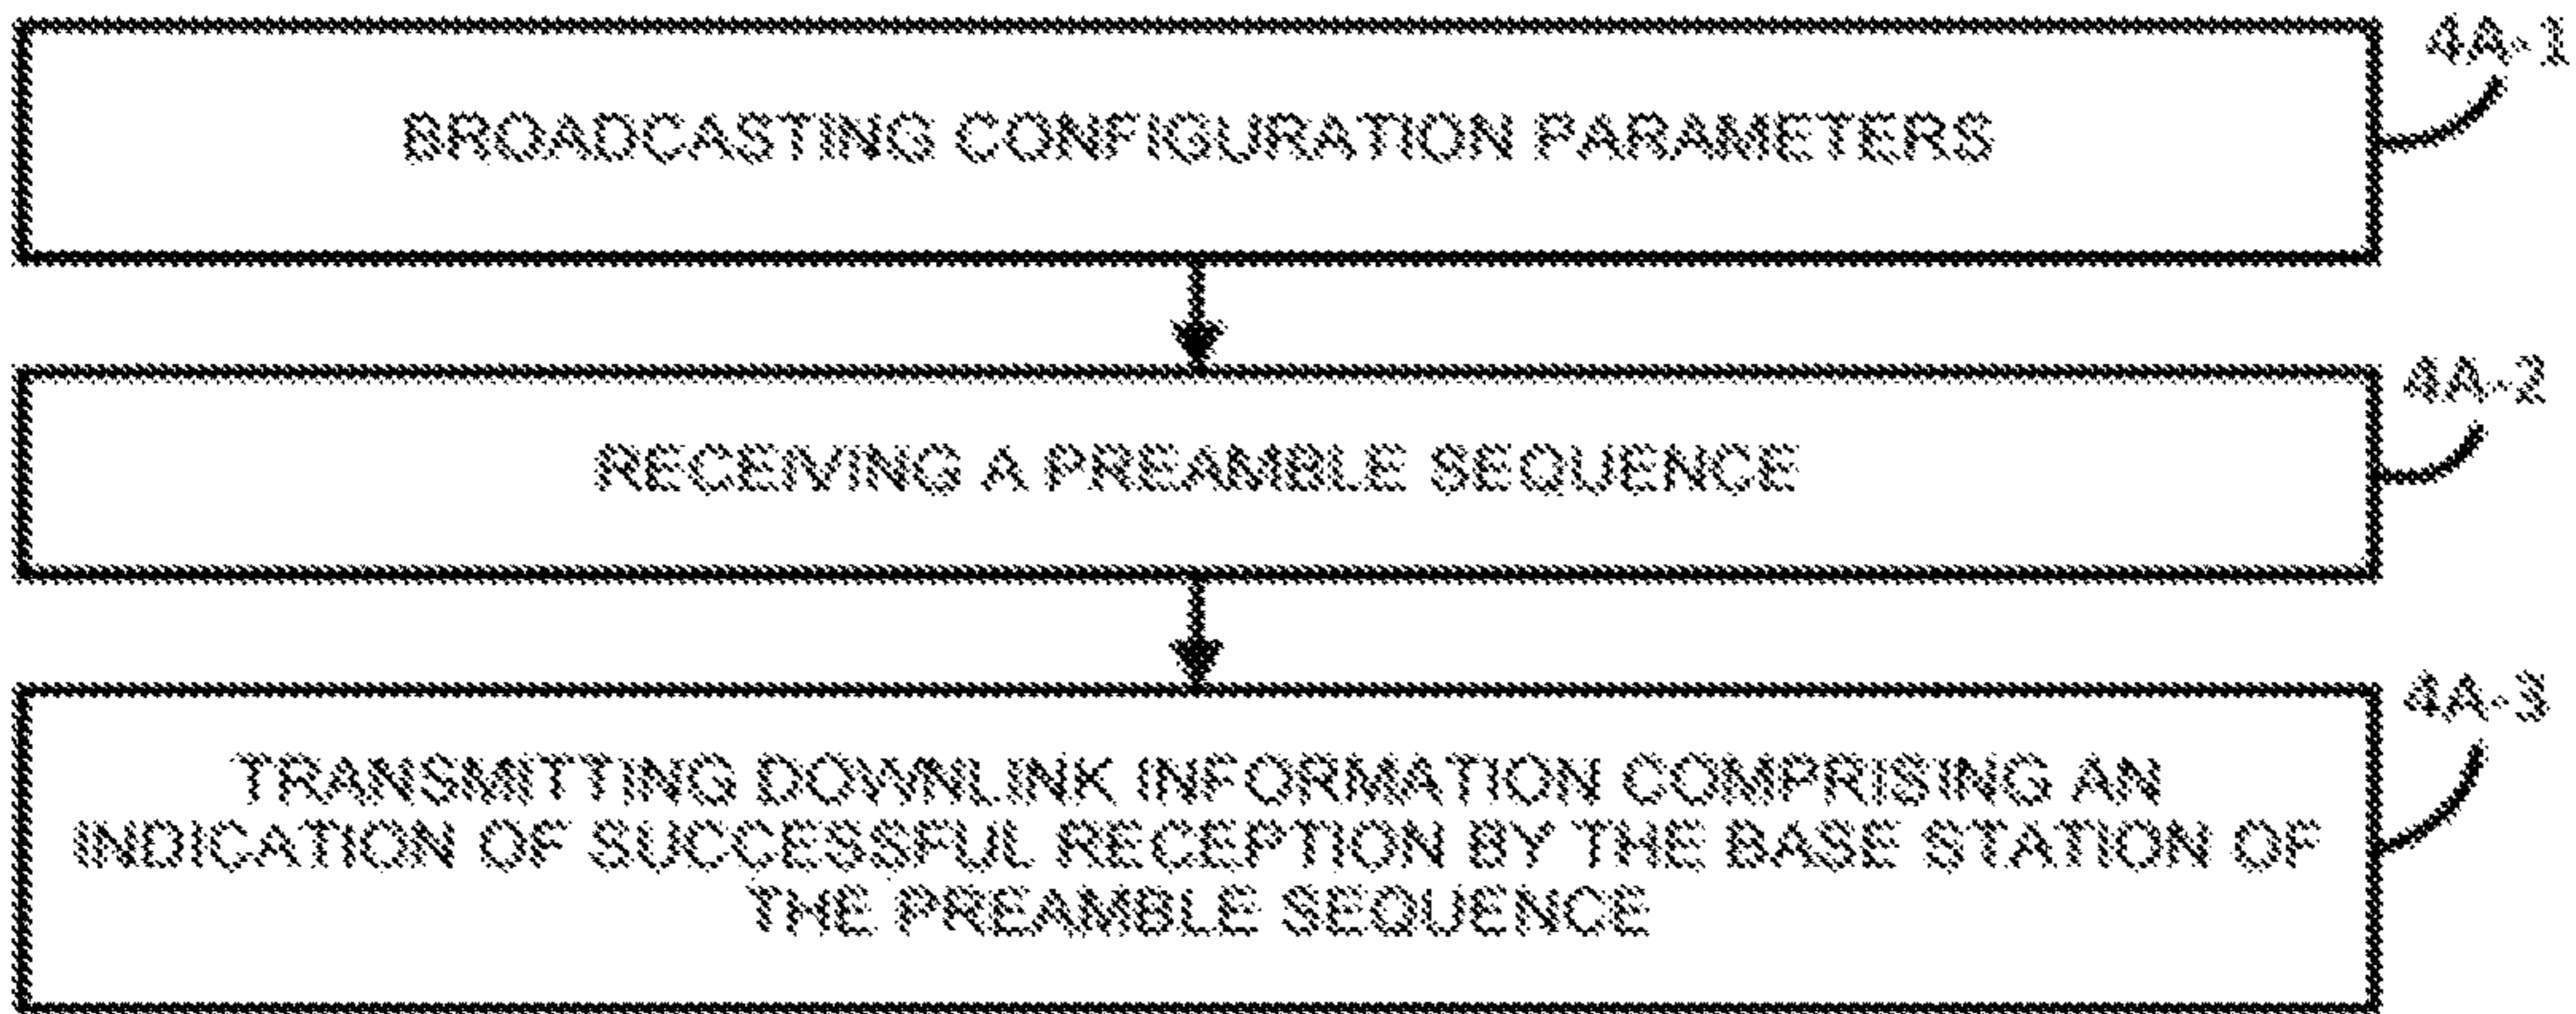 4A-1
BROADCASTING CONFIGURATION PARAMETERS
4A-2
RECEIVING A PREAMBLE SEQUENCE
4A-3
TRANSMITTING DOWNLINK INFORMATION COMPRISING AN
INDICATION OF SUCCESSFUL RECEPTION BY THE BASE STATION OF
THE PREAMBLE SEQUENCE